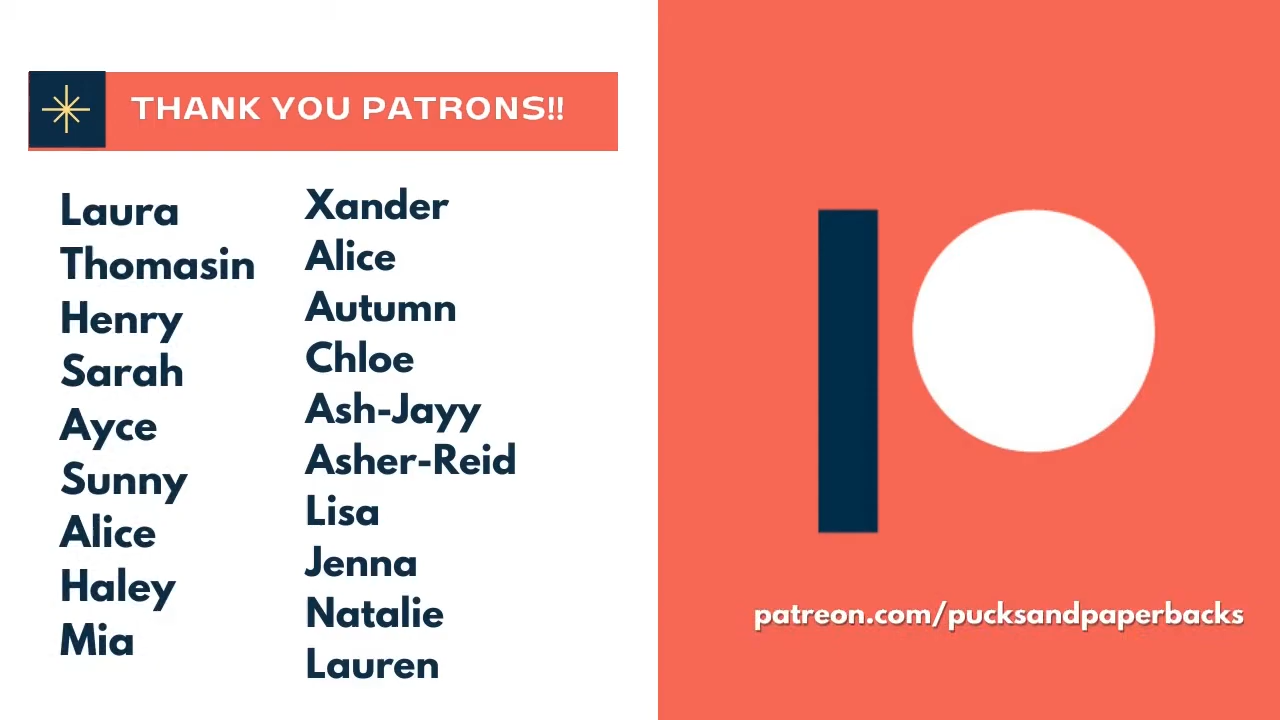 THANK YOU PATRONS!!
Laura
Thomasin
Henry
Sarah
Ayce
Sunny
Alice
Haley
Mia
Xander
Alice
Autumn
Chloe
Ash-Jayy
Asher-Reid
Lisa
Jenna
Natalie
Lauren
patreon.com/pucksandpaperbacks